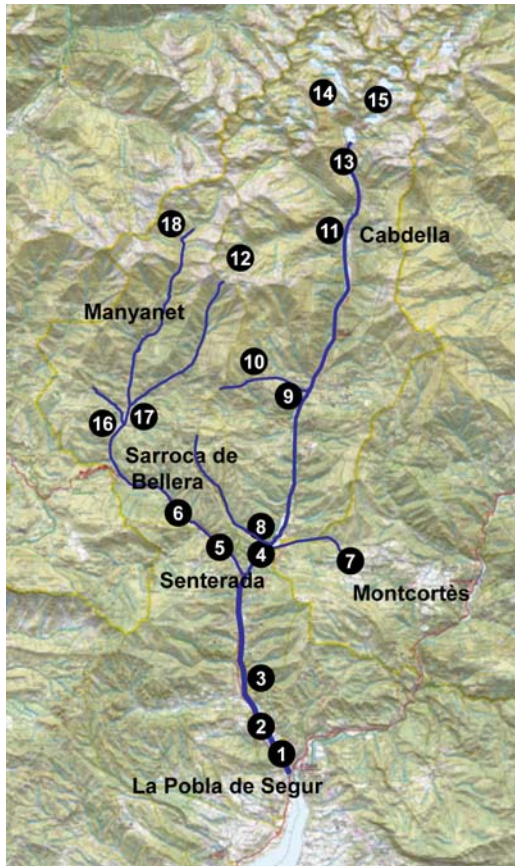 14
15
13
18
11
Cabdella
12
Manyanet
10
9
16
17
Sarroca de
Bellera
6
8
5
4
7
Senterada
Montcortès
3
2
1
La Pobla de Segur